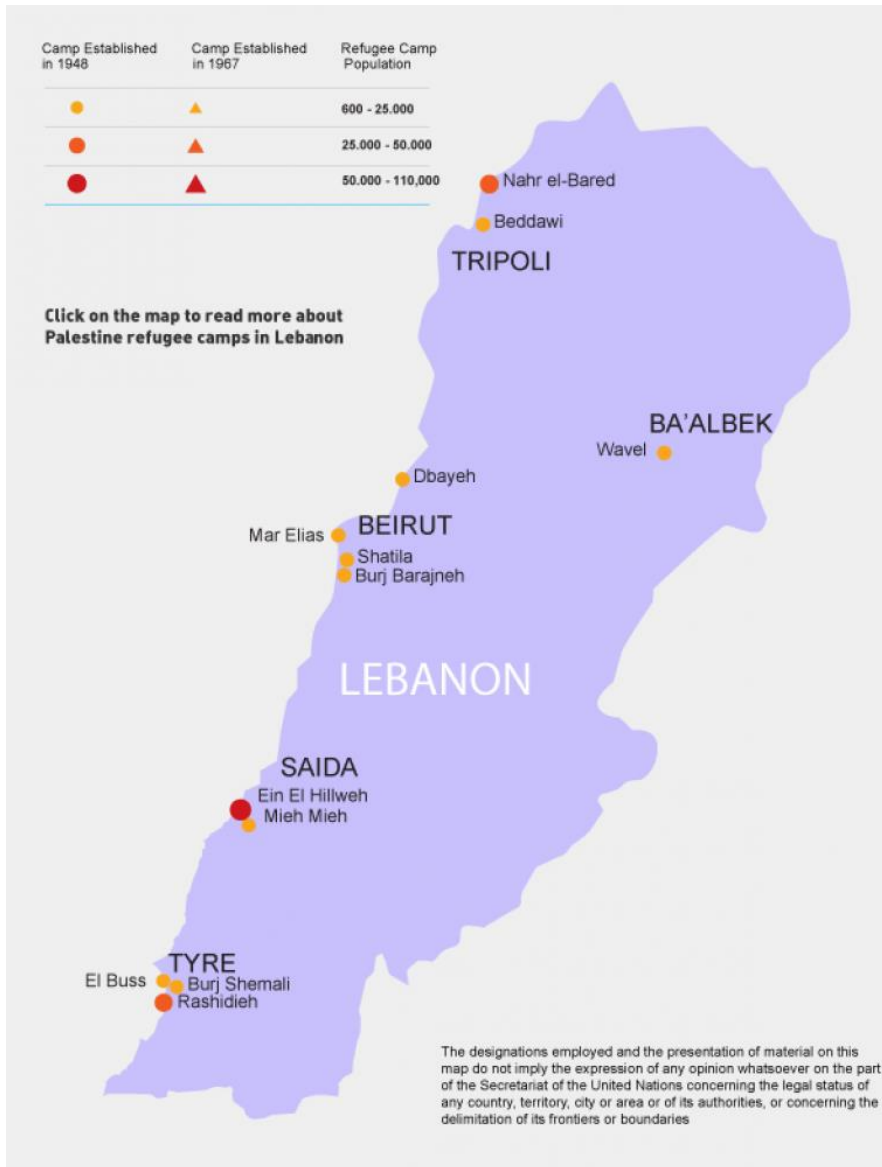 Camp Established
in 1948
Camp Established
in 1967
Refugee Camp
Population
600 - 25.000
25.000 - 50.000
50.000 - 110,000
Click on the map to read more about
Palestine refugee camps in Lebanon
Nahr el-Bared
Beddawi
TRIPOLI
BA'ALBEK
Wavel
Dbayeh
BEIRUT
Mar Elias
Shatila
Burj Barajneh
LEBANON
SAIDA
Ein El Hillweh
Mieh Mieh
TYRE
El Buss
Burj Shemali
Rashidieh
The designations employed and the presentation of material on this
map do not imply the expression of any opinion whatsoever on the part
of the Secretariat of the United Nations concerning the legal status of
any country, territory, city or area or of its authorities, or concerning the
delimitation of its frontiers or boundaries